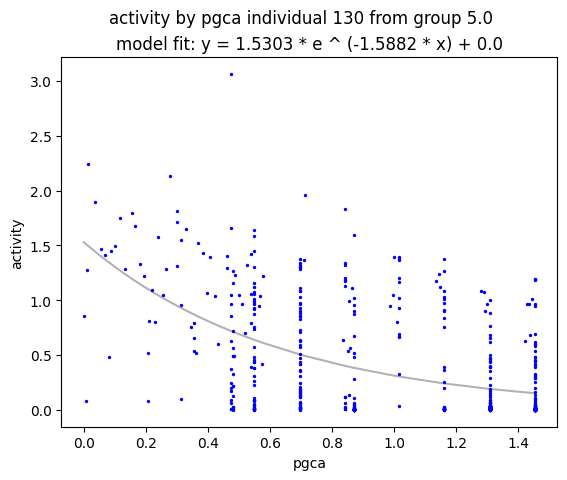 activity by pgca individual 130 from group 5.0
model fit: y = 1.5303 * e ^ (-1.5882 * x) + 0.0
3.0
2.5
2.0
1.5
1.0
0.5
0.0
activity
0.0 0.2 0.4 0.6 0.8 1.0 1.2 1.4
pgca